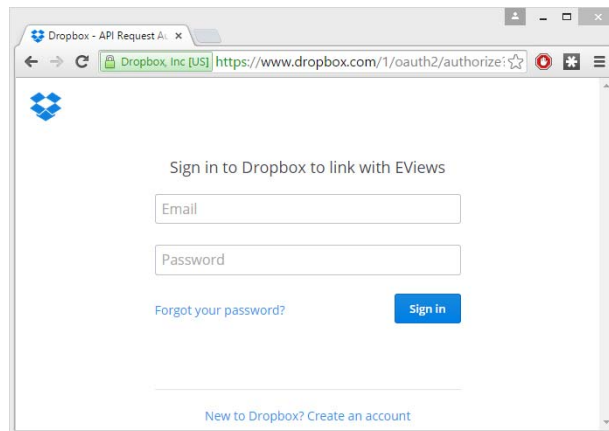 Dropbox - API Request Au
Dropbox, Inc [US] https://www.dropbox.com/1/oauth2/authorize?
Sign in to Dropbox to link with EViews
Email
Password
Forgot your password?
Sign in
New to Dropbox? Create an account